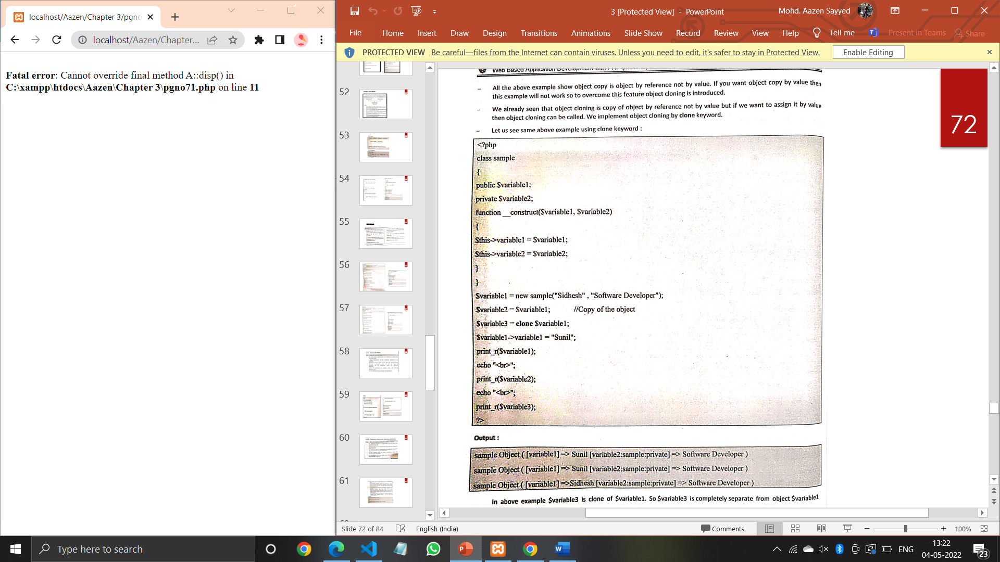 localhost/Aazen/Chapter 3/pgno
localhost/Aazen/Chapter...
Fatal error: Cannot override final method A::disp() in
C:\xampp\htdocs\Aazen\Chapter 3\pgno71.php on line 11
3 [Protected View] - PowerPoint
Mohd. Aazen Sayyed
File Home Insert Draw Design Transitions Animations Slide Show Record Review View Help Tell me Present in Teams Share
PROTECTED VIEW Be careful—files from the Internet can contain viruses. Unless you need to edit, it's safer to stay in Protected View. Enable Editing
52
53
54
55
56
57
58
59
60
61
Web Based Application Development with PHP
72
– All the above example show object copy is object by reference not by value. If you want object copy by value then
this example will not work so to overcome this feature object cloning is introduced.
– We already seen that object cloning is copy of object by reference not by value but if we want to assign it by value
then object cloning can be called. We implement object cloning by clone keyword.
– Let us see same above example using clone keyword :
<?php
class sample
{
public $variable1;
private $variable2;
function __construct($variable1, $variable2)
{
$this->variable1 = $variable1;
$this->variable2 = $variable2;
}
}
$variable1 = new sample("Sidhesh" , "Software Developer");
$variable2 = $variable1; //Copy of the object
$variable3 = clone $variable1;
$variable1->variable1 = "Sunil";
print_r($variable1);
echo "<br>";
print_r($variable2);
echo "<br>";
print_r($variable3);
?>
Output :
sample Object ( [variable1] => Sunil [variable2:sample:private] => Software Developer )
sample Object ( [variable1] => Sunil [variable2:sample:private] => Software Developer )
sample Object ( [variable1] =>Sidhesh [variable2:sample:private] => Software Developer )
In above example $variable3 is clone of $variable1. So $variable3 is completely separate from object $variable1
Slide 72 of 84 English (India) Comments 100%
Type here to search
ENG
13:22
04-05-2022
23